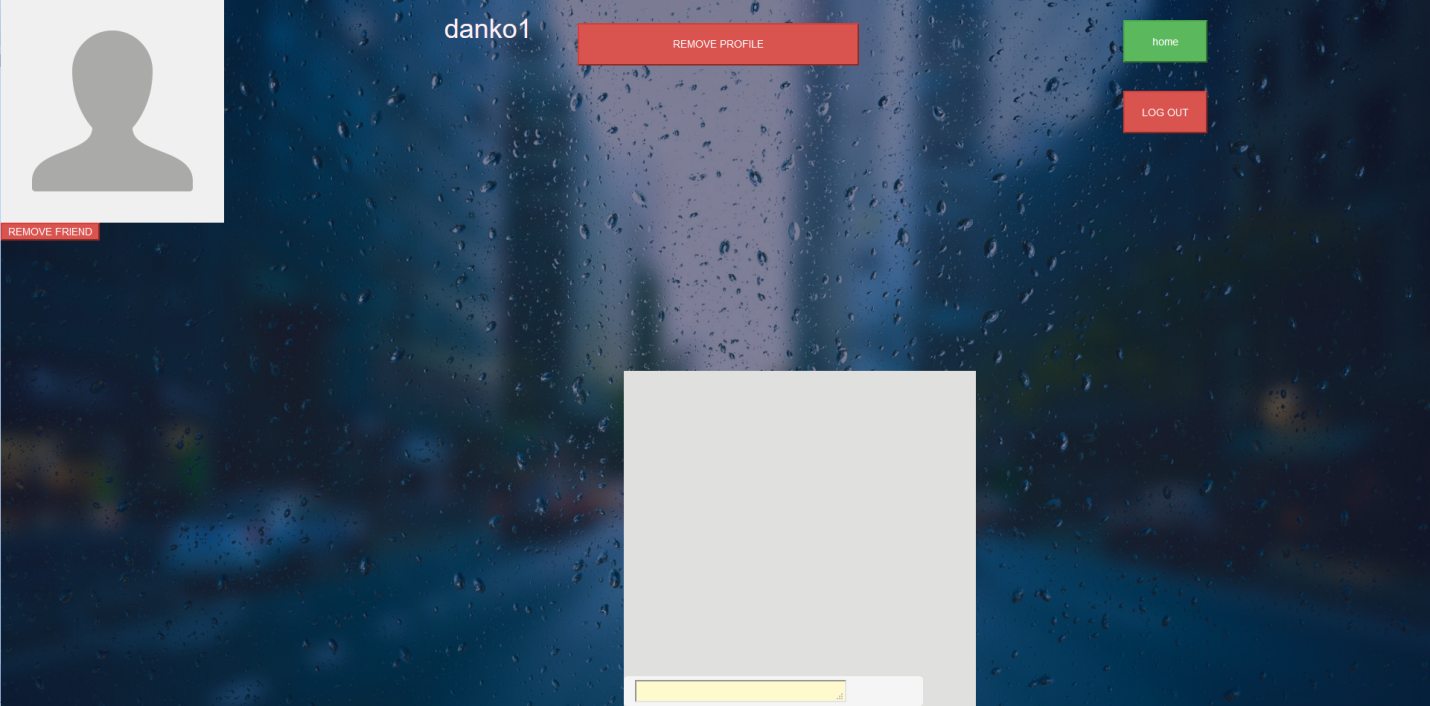 danko1
REMOVE PROFILE
home
LOG OUT
REMOVE FRIEND